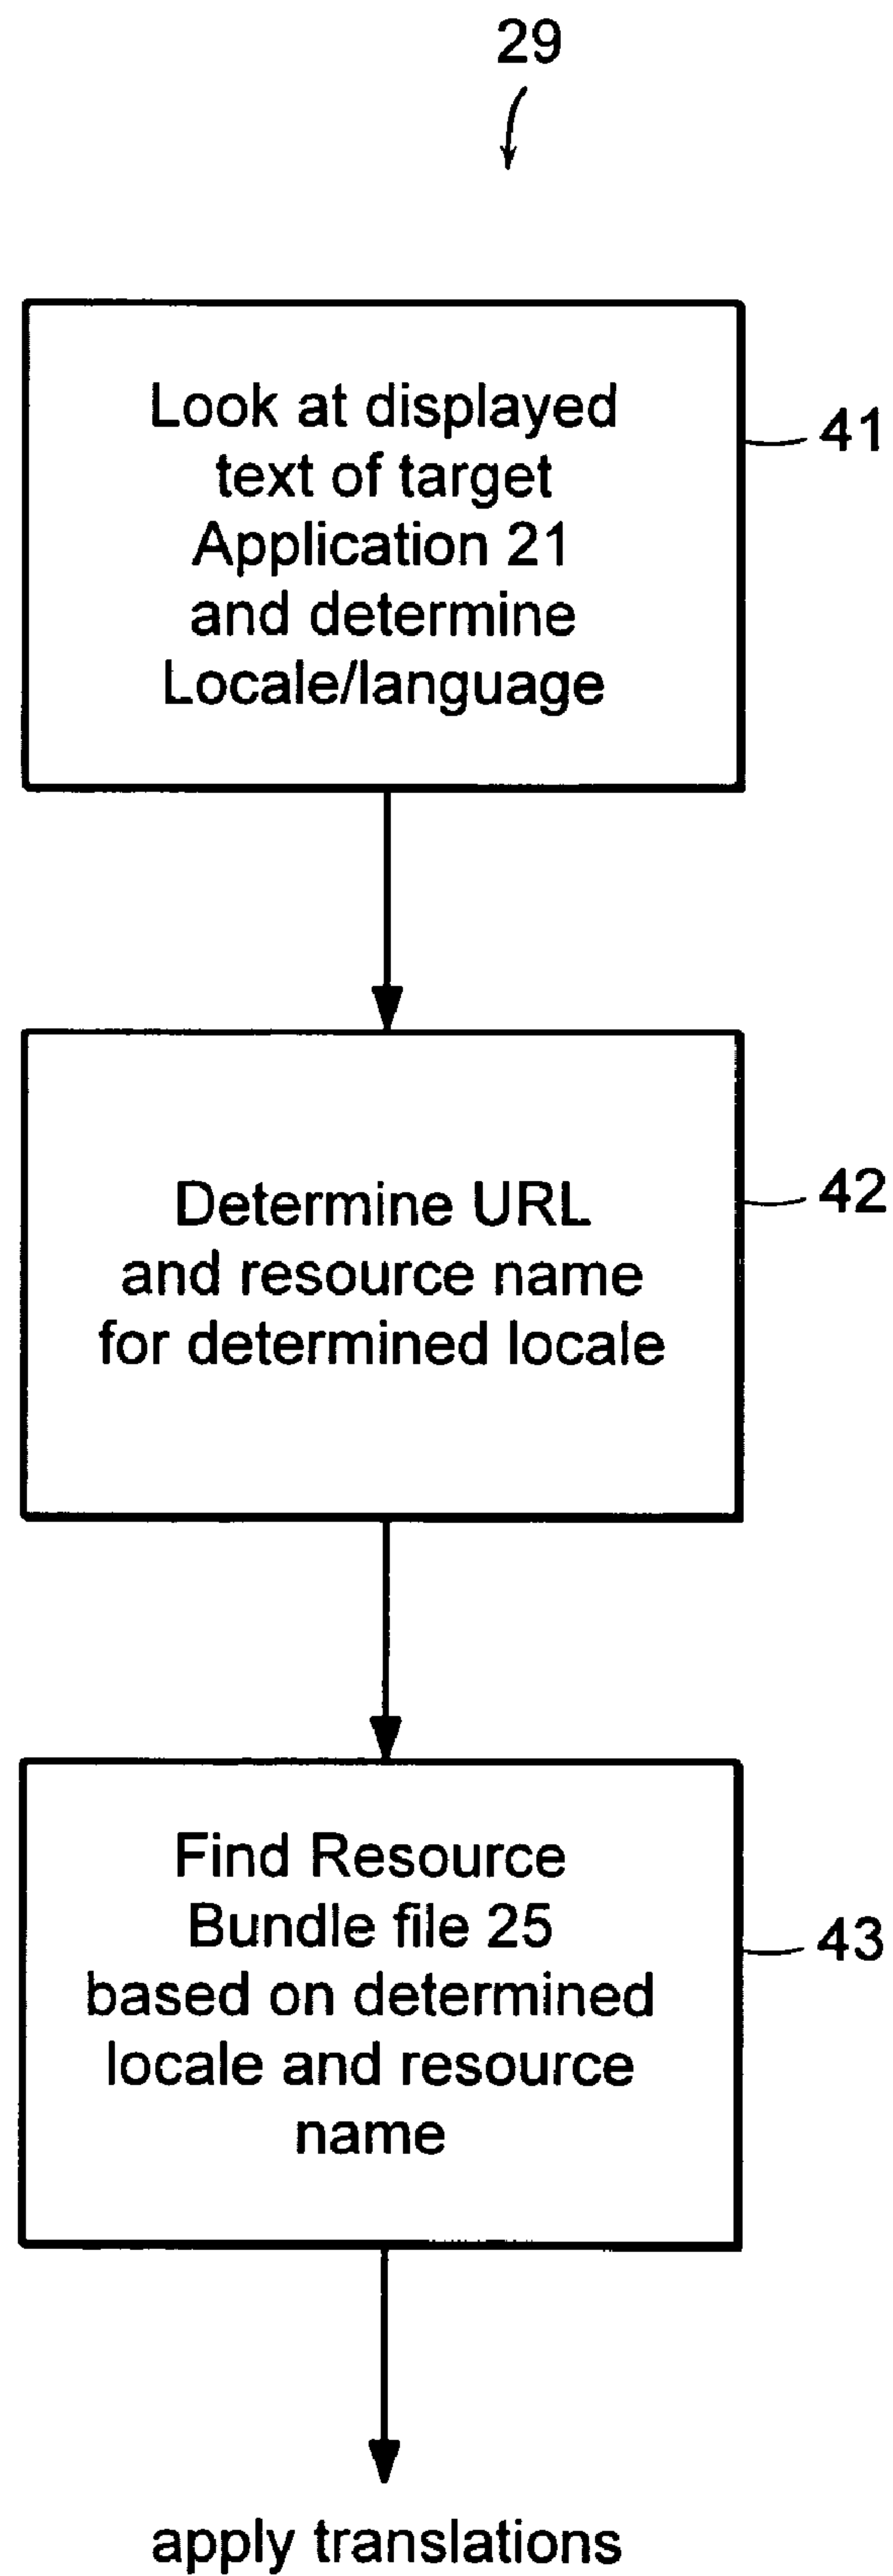 29
Look at displayed
text of target
Application 21
and determine
Locale/language
41
Determine URL
and resource name
for determined locale
42
Find Resource
Bundle file 25
based on determined
locale and resource
name
43
apply translations